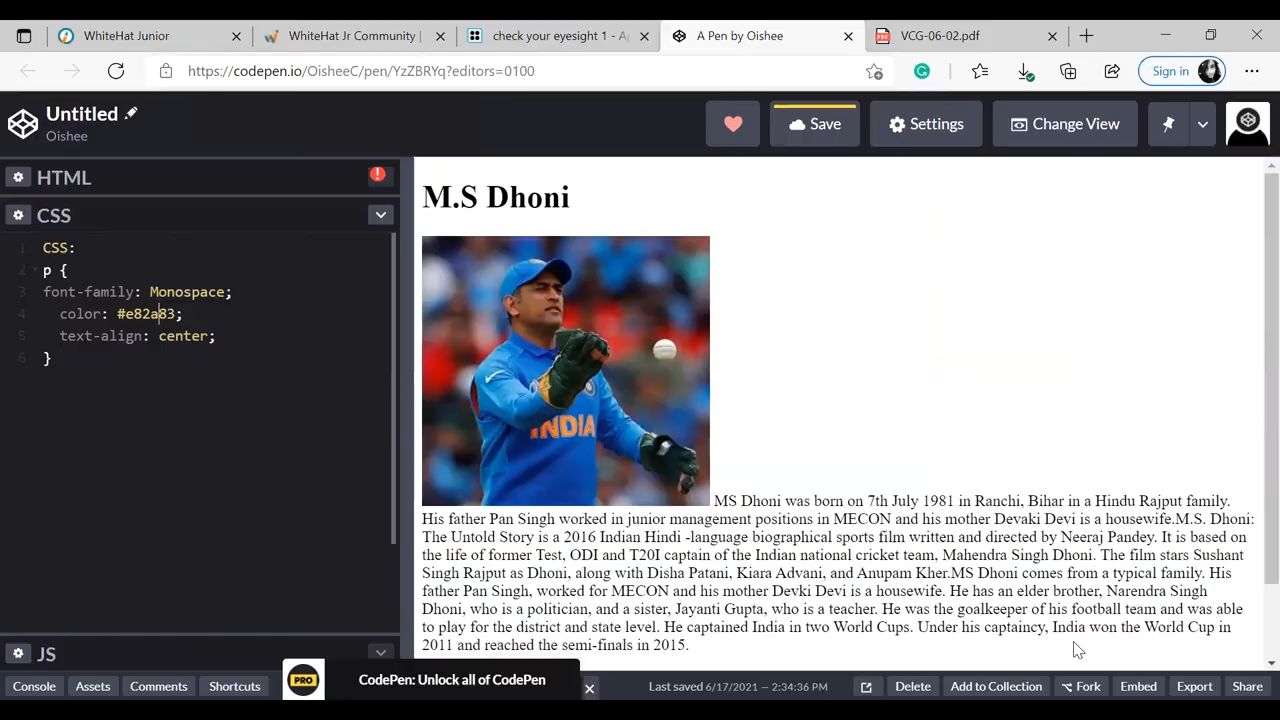 WhiteHat Junior
WhiteHat Jr Community |
check your eyesight 1 - A
A Pen by Oishee
VCG-06-02.pdf
https://codepen.io/OisheeC/pen/YzZBRYq?editors=0100
Sign in
Untitled
Oishee
Save
Settings
Change View
HTML
CSS
1 CSS:
2 p {
3 font-family: Monospace;
4 color: #e82a83;
5 text-align: center;
6 }
JS
M.S Dhoni
INDIA
MS Dhoni was born on 7th July 1981 in Ranchi, Bihar in a Hindu Rajput family.
His father Pan Singh worked in junior management positions in MECON and his mother Devaki Devi is a housewife.M.S. Dhoni:
The Untold Story is a 2016 Indian Hindi -language biographical sports film written and directed by Neeraj Pandey. It is based on
the life of former Test, ODI and T20I captain of the Indian national cricket team, Mahendra Singh Dhoni. The film stars Sushant
Singh Rajput as Dhoni, along with Disha Patani, Kiara Advani, and Anupam Kher.MS Dhoni comes from a typical family. His
father Pan Singh, worked for MECON and his mother Devki Devi is a housewife. He has an elder brother, Narendra Singh
Dhoni, who is a politician, and a sister, Jayanti Gupta, who is a teacher. He was the goalkeeper of his football team and was able
to play for the district and state level. He captained India in two World Cups. Under his captaincy, India won the World Cup in
2011 and reached the semi-finals in 2015.
PRO
CodePen: Unlock all of CodePen
Console
Assets
Comments
Shortcuts
Last saved 6/17/2021 — 2:34:36 PM
Delete
Add to Collection
Fork
Embed
Export
Share